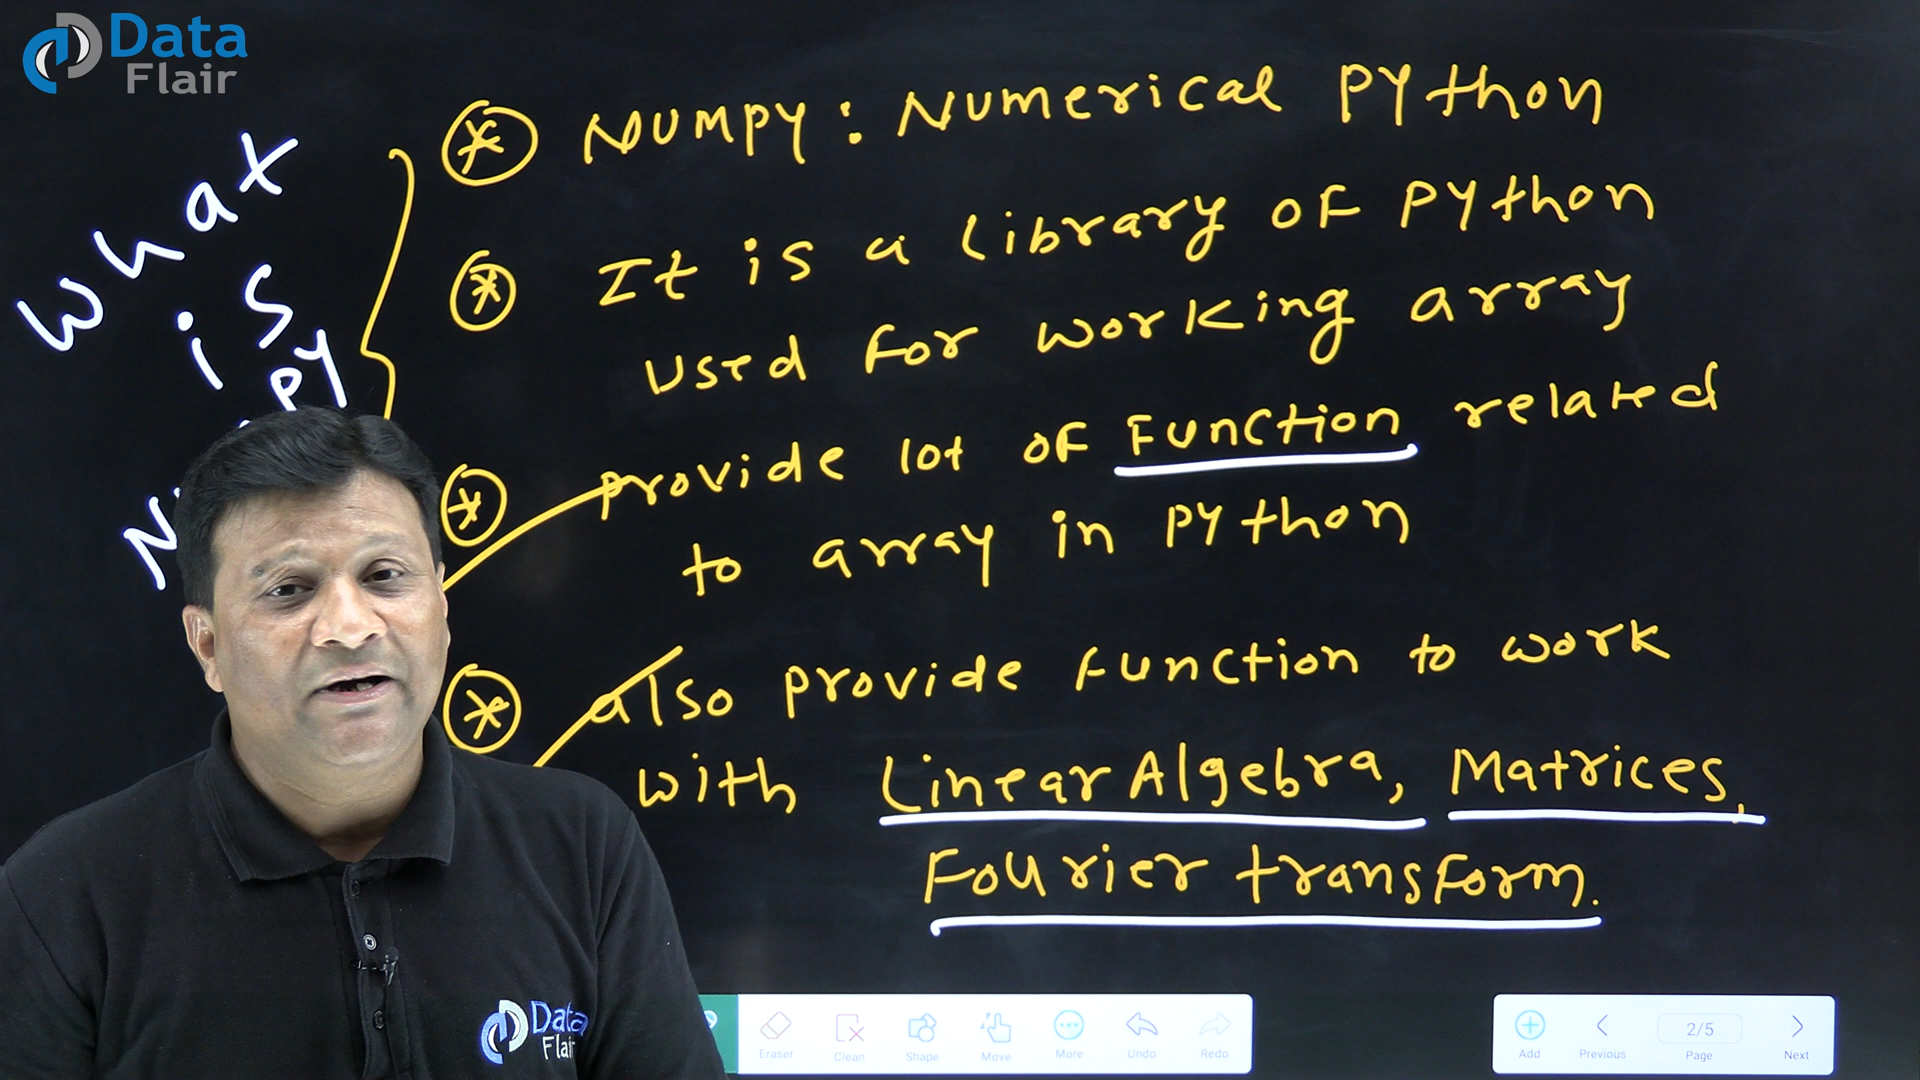 Data
Flair
What
is
PY
NUMPY : Numerical PYthon
It is a Library OF PYthon
Used For working array
Provide lot OF Function related
to array in PYthon
also provide Function to work
with Linear Algebra, Matrices,
Fourier transForm.
Data
Flair
Eraser
Clean
Shape
Move
More
Undo
Redo
Add
Previous
2/5
Page
Next